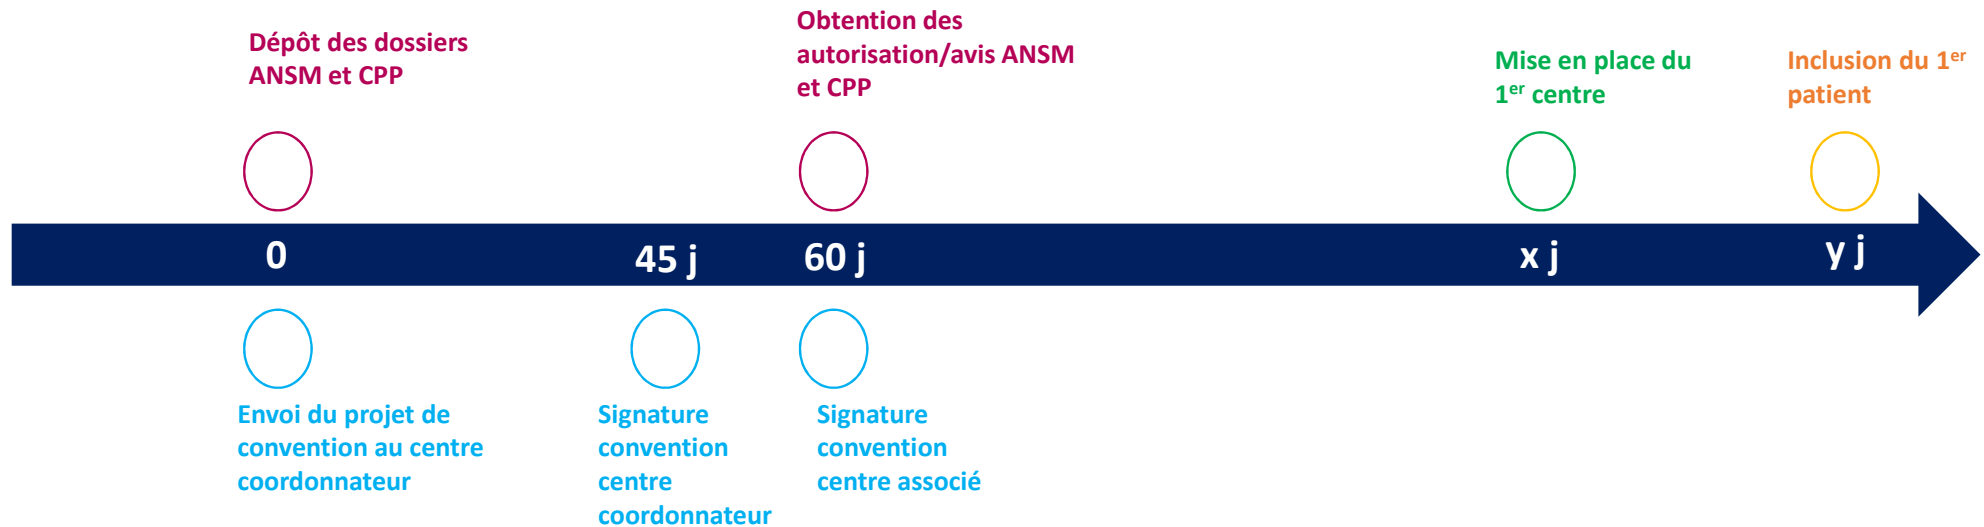 Dépôt des dossiers
ANSM et CPP
Obtention des
autorisation/avis ANSM
et CPP
Mise en place du
1er centre
Inclusion du 1er
patient
0
45 j
60 j
x j
y j
Envoi du projet de
convention au centre
coordonnateur
Signature
convention
centre
coordonnateur
Signature
convention
centre associé